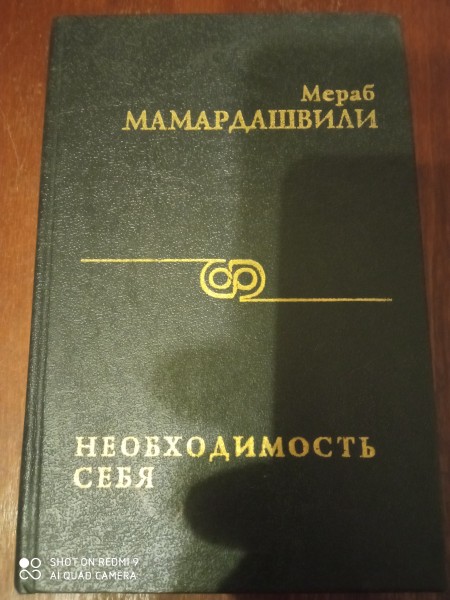 Мераб
МАМАРДАШВИЛИ
НЕОБХОДИМОСТЬ
СЕБЯ
SHOT ON REDMI 9
AI QUAD CAMERA